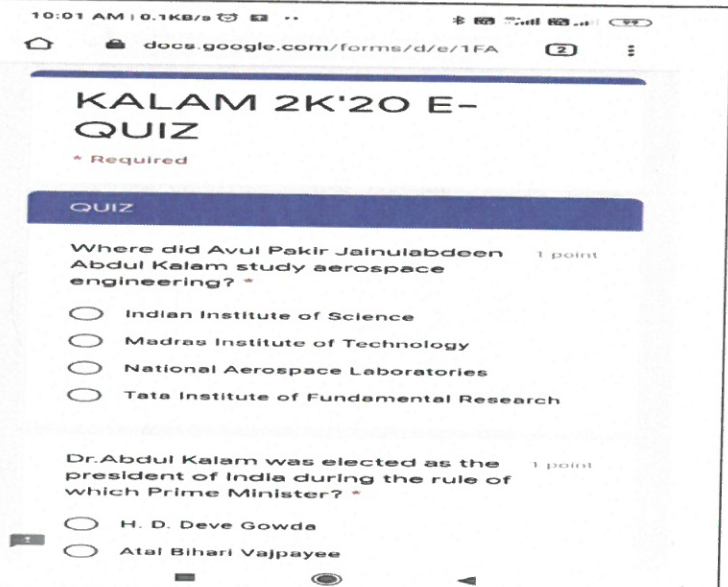 10:01 AM | 0.1KB/s
99
docs.google.com/forms/d/e/1FA
2
KALAM 2K'20 E-
QUIZ
* Required
QUIZ
Where did Avul Pakir Jainulabdeen
1 point
Abdul Kalam study aerospace
engineering? *
Indian Institute of Science
Madras Institute of Technology
National Aerospace Laboratories
Tata Institute of Fundamental Research
Dr.Abdul Kalam was elected as the
1 point
president of India during the rule of
which Prime Minister? *
H. D. Deve Gowda
Atal Bihari Vajpayee